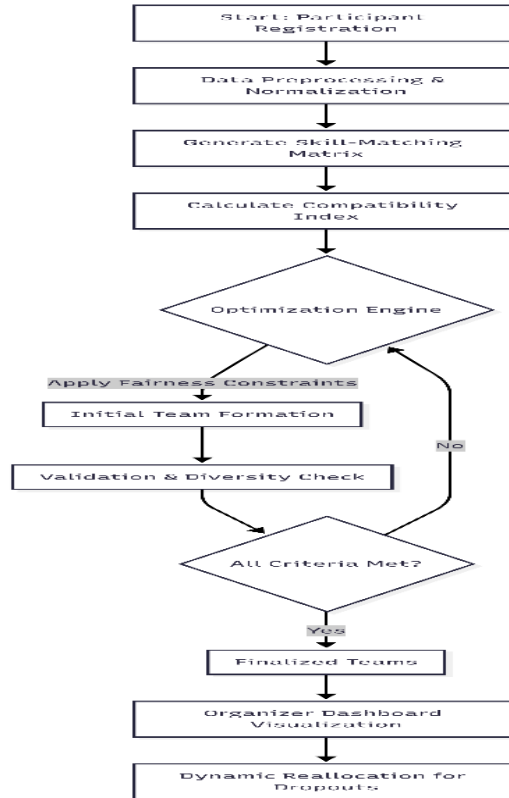 Start: Participant
Registration
Data Preprocessing &
Normalization
Generate Skill-Matching
Matrix
Calculate Compatibility
Index
Optimization Engine
Apply Fairness Constraints
Initial Team Formation
No
Validation & Diversity Check
All Criteria Met?
Yes
Finalized Teams
Organizer Dashboard
Visualization
Dynamic Reallocation for
Dropouts